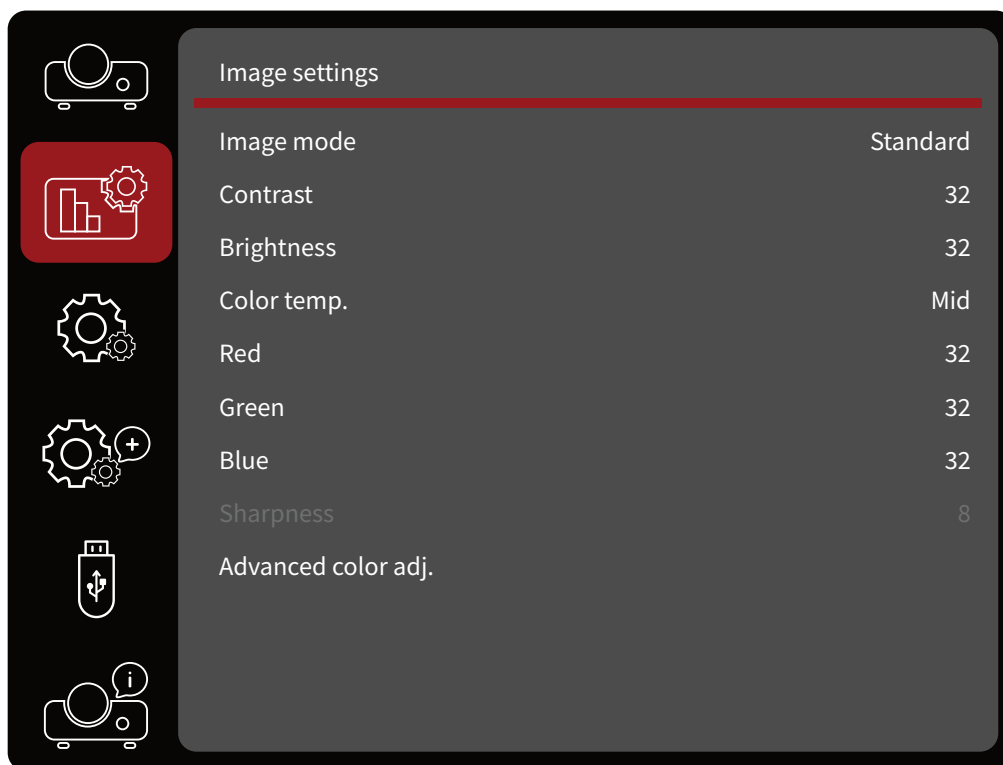 Image settings
Image mode Standard
Contrast 32
Brightness 32
Color temp. Mid
Red 32
Green 32
Blue 32
Sharpness 8
Advanced color adj.